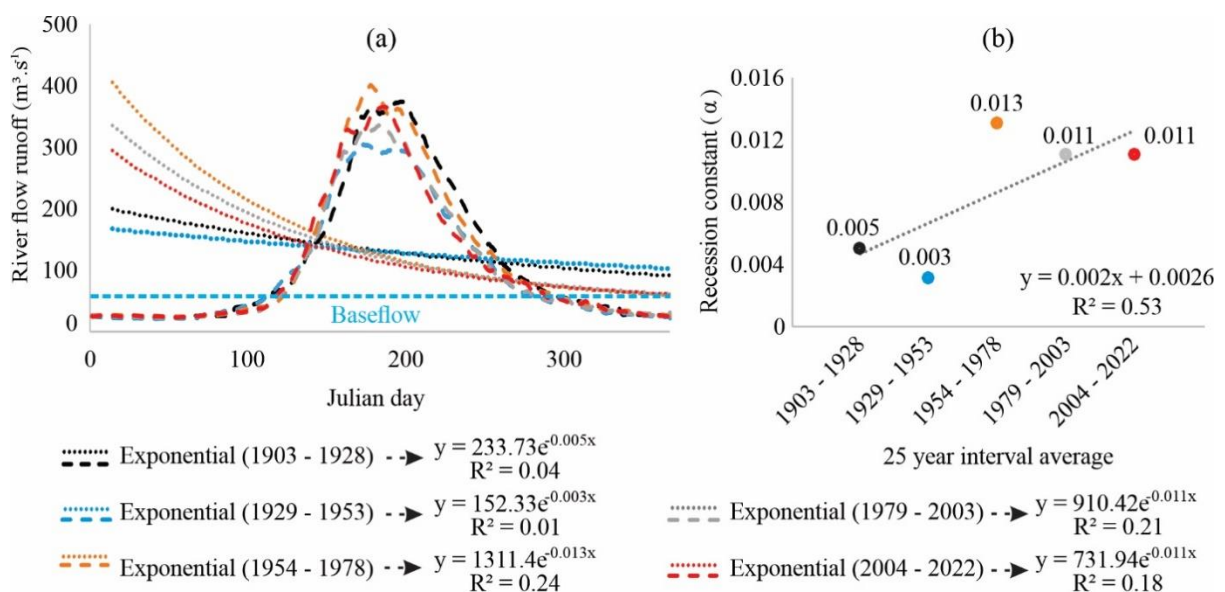 (a)
River flow runoff (m³.s⁻¹)
500
400
300
200
100
0
Baseflow
0 100 200 300
Julian day
(b)
Recession constant (α)
0.016
0.012
0.008
0.004
0
0.005
0.003
0.013
0.011
0.011
y = 0.002x + 0.0026
R² = 0.53
1903 - 1928
1929 - 1953
1954 - 1978
1979 - 2003
2004 - 2022
25 year interval average
Exponential (1903 - 1928) y = 233.73e^-0.005x
R² = 0.04
Exponential (1929 - 1953) y = 152.33e^-0.003x
R² = 0.01
Exponential (1954 - 1978) y = 1311.4e^-0.013x
R² = 0.24
Exponential (1979 - 2003) y = 910.42e^-0.011x
R² = 0.21
Exponential (2004 - 2022) y = 731.94e^-0.011x
R² = 0.18